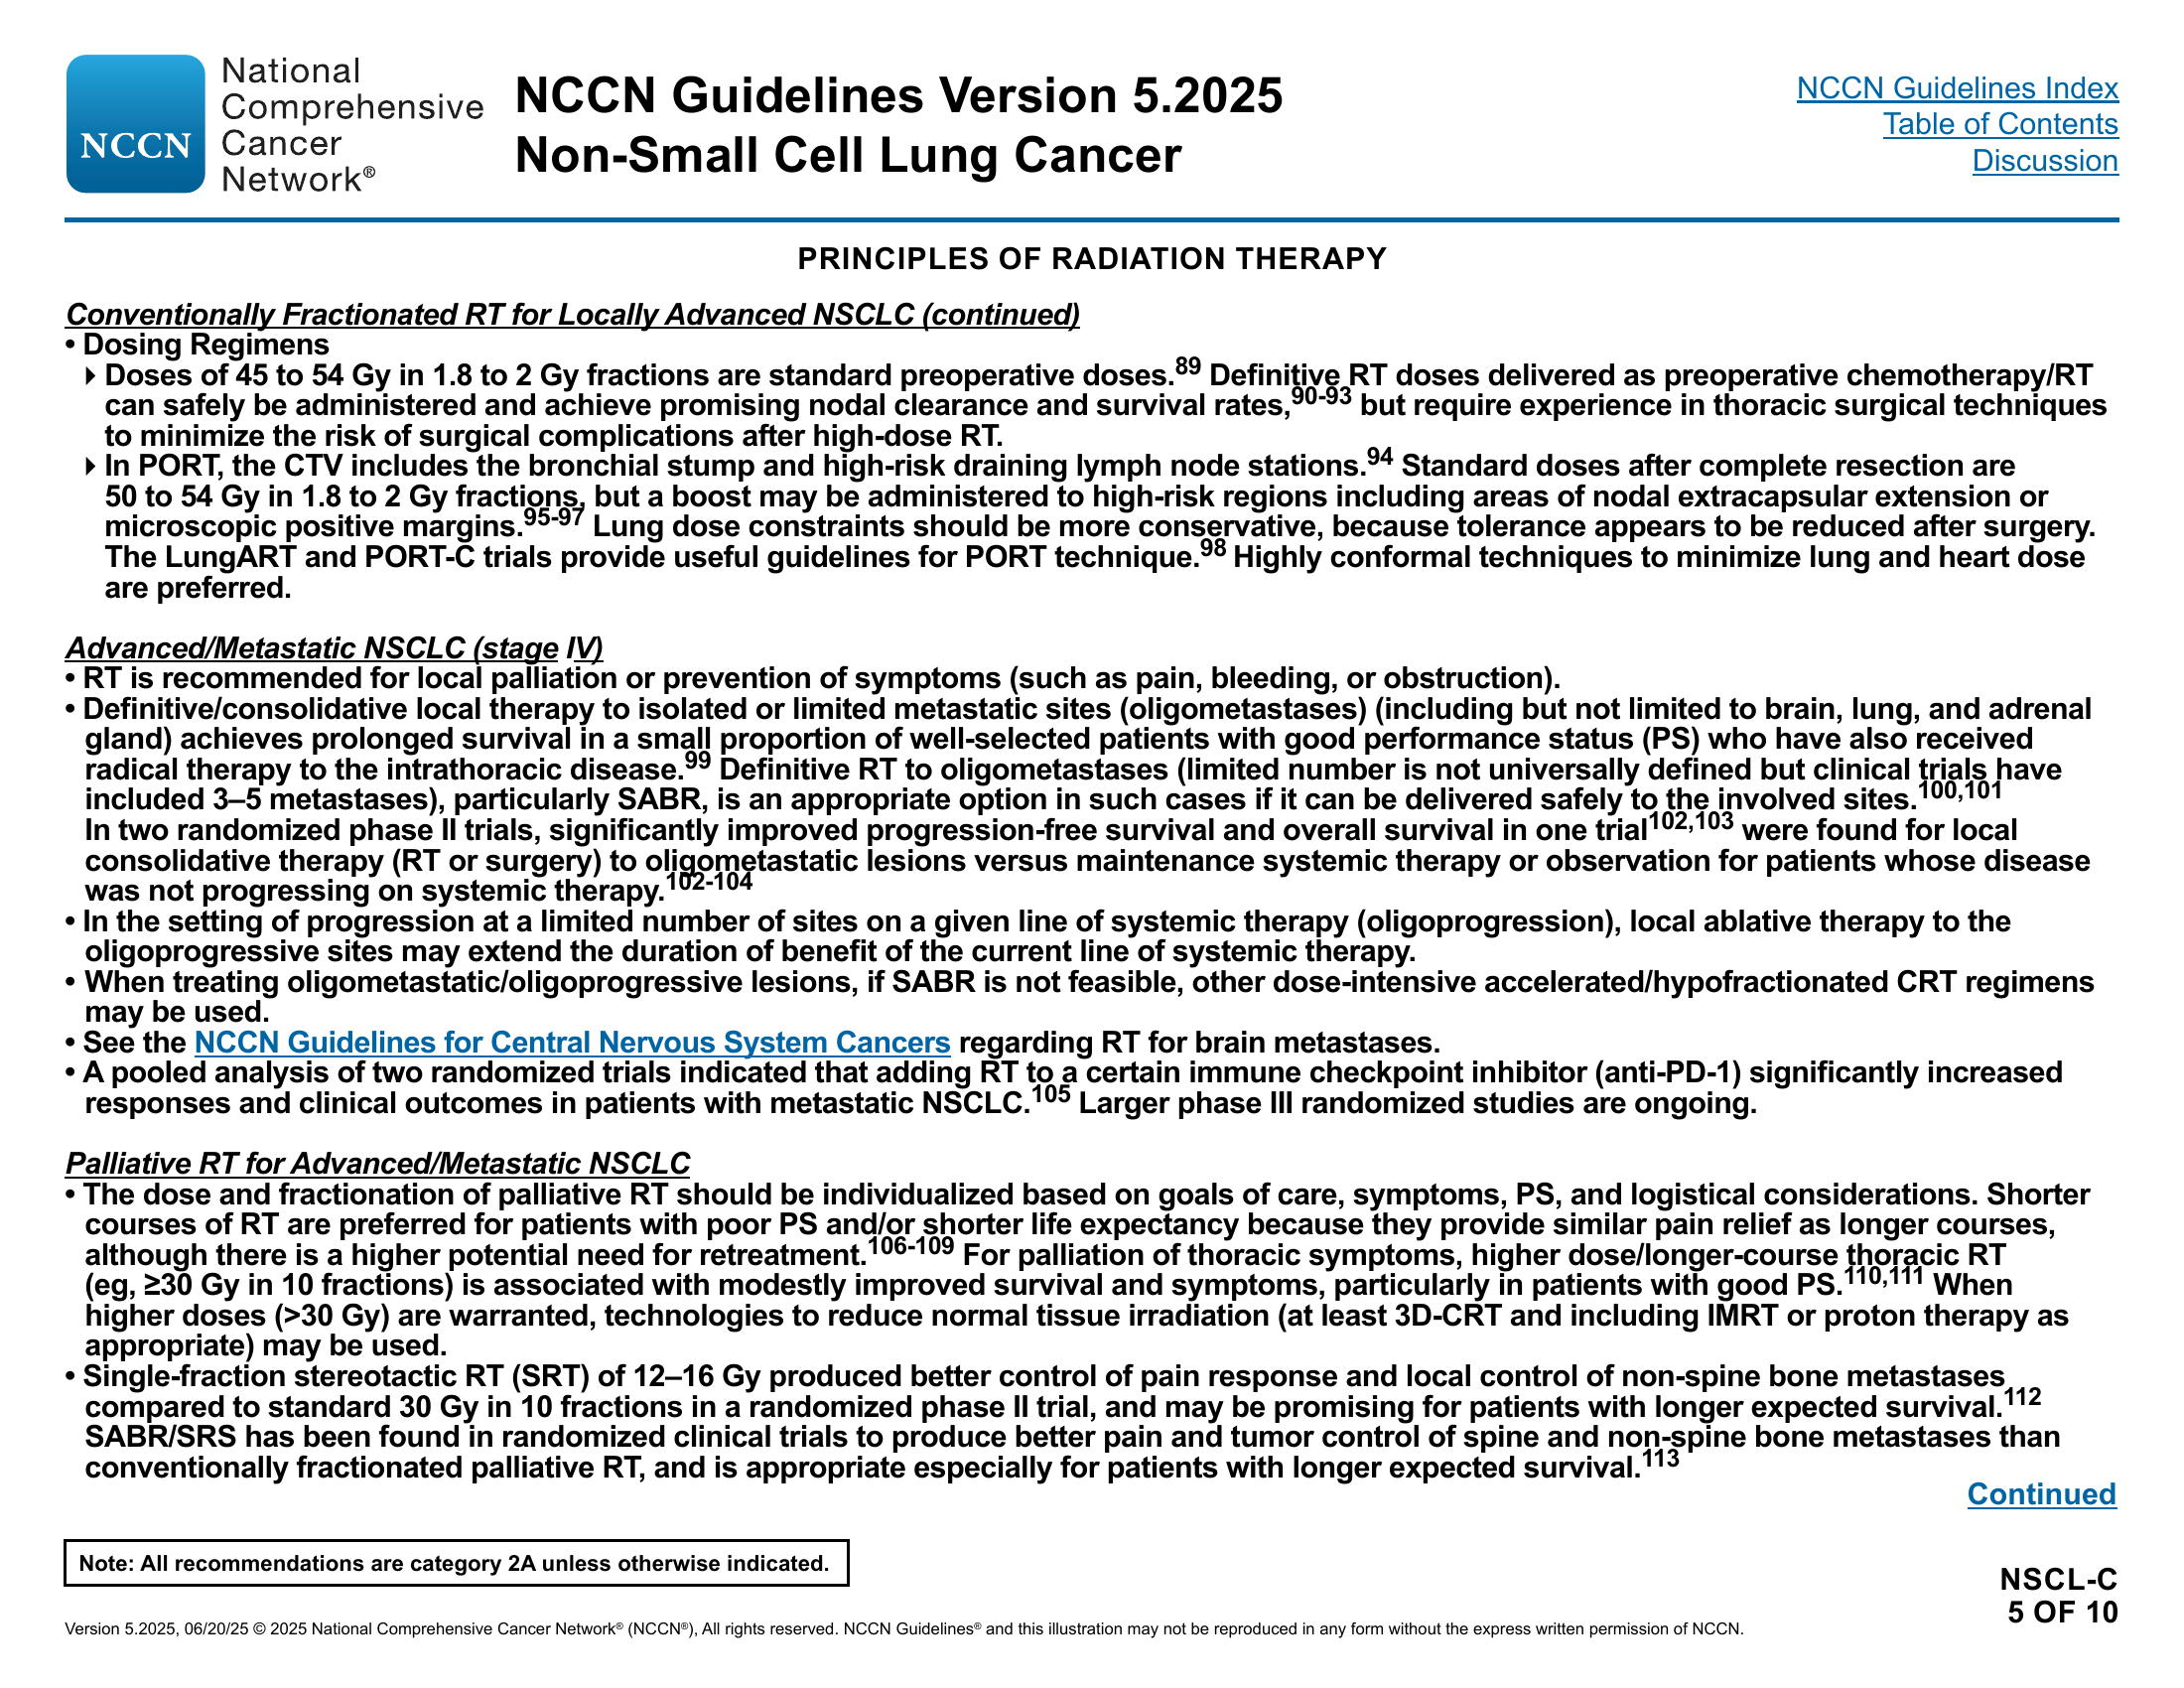 National
Comprehensive
Cancer
Network®
NCCN
NCCN Guidelines Version 5.2025
Non-Small Cell Lung Cancer
NCCN Guidelines Index
Table of Contents
Discussion
PRINCIPLES OF RADIATION THERAPY
Conventionally Fractionated RT for Locally Advanced NSCLC (continued)
• Dosing Regimens
Doses of 45 to 54 Gy in 1.8 to 2 Gy fractions are standard preoperative doses.89 Definitive RT doses delivered as preoperative chemotherapy/RT
can safely be administered and achieve promising nodal clearance and survival rates,90-93 but require experience in thoracic surgical techniques
to minimize the risk of surgical complications after high-dose RT.
In PORT, the CTV includes the bronchial stump and high-risk draining lymph node stations.94 Standard doses after complete resection are
50 to 54 Gy in 1.8 to 2 Gy fractions, but a boost may be administered to high-risk regions including areas of nodal extracapsular extension or
microscopic positive margins.95-97 Lung dose constraints should be more conservative, because tolerance appears to be reduced after surgery.
The LungART and PORT-C trials provide useful guidelines for PORT technique.98 Highly conformal techniques to minimize lung and heart dose
are preferred.
Advanced/Metastatic NSCLC (stage IV)
• RT is recommended for local palliation or prevention of symptoms (such as pain, bleeding, or obstruction).
• Definitive/consolidative local therapy to isolated or limited metastatic sites (oligometastases) (including but not limited to brain, lung, and adrenal
gland) achieves prolonged survival in a small proportion of well-selected patients with good performance status (PS) who have also received
radical therapy to the intrathoracic disease.99 Definitive RT to oligometastases (limited number is not universally defined but clinical trials have
included 3–5 metastases), particularly SABR, is an appropriate option in such cases if it can be delivered safely to the involved sites.100,101
In two randomized phase II trials, significantly improved progression-free survival and overall survival in one trial102,103 were found for local
consolidative therapy (RT or surgery) to oligometastatic lesions versus maintenance systemic therapy or observation for patients whose disease
was not progressing on systemic therapy.102-104
• In the setting of progression at a limited number of sites on a given line of systemic therapy (oligoprogression), local ablative therapy to the
oligoprogressive sites may extend the duration of benefit of the current line of systemic therapy.
• When treating oligometastatic/oligoprogressive lesions, if SABR is not feasible, other dose-intensive accelerated/hypofractionated CRT regimens
may be used.
• See the NCCN Guidelines for Central Nervous System Cancers regarding RT for brain metastases.
• A pooled analysis of two randomized trials indicated that adding RT to a certain immune checkpoint inhibitor (anti-PD-1) significantly increased
responses and clinical outcomes in patients with metastatic NSCLC.105 Larger phase III randomized studies are ongoing.
Palliative RT for Advanced/Metastatic NSCLC
• The dose and fractionation of palliative RT should be individualized based on goals of care, symptoms, PS, and logistical considerations. Shorter
courses of RT are preferred for patients with poor PS and/or shorter life expectancy because they provide similar pain relief as longer courses,
although there is a higher potential need for retreatment.106-109 For palliation of thoracic symptoms, higher dose/longer-course thoracic RT
(eg, ≥30 Gy in 10 fractions) is associated with modestly improved survival and symptoms, particularly in patients with good PS.110,111 When
higher doses (>30 Gy) are warranted, technologies to reduce normal tissue irradiation (at least 3D-CRT and including IMRT or proton therapy as
appropriate) may be used.
• Single-fraction stereotactic RT (SRT) of 12–16 Gy produced better control of pain response and local control of non-spine bone metastases
compared to standard 30 Gy in 10 fractions in a randomized phase II trial, and may be promising for patients with longer expected survival.112
SABR/SRS has been found in randomized clinical trials to produce better pain and tumor control of spine and non-spine bone metastases than
conventionally fractionated palliative RT, and is appropriate especially for patients with longer expected survival.113
Continued
Note: All recommendations are category 2A unless otherwise indicated.
NSCL-C
5 OF 10
Version 5.2025, 06/20/25 © 2025 National Comprehensive Cancer Network® (NCCN®), All rights reserved. NCCN Guidelines® and this illustration may not be reproduced in any form without the express written permission of NCCN.